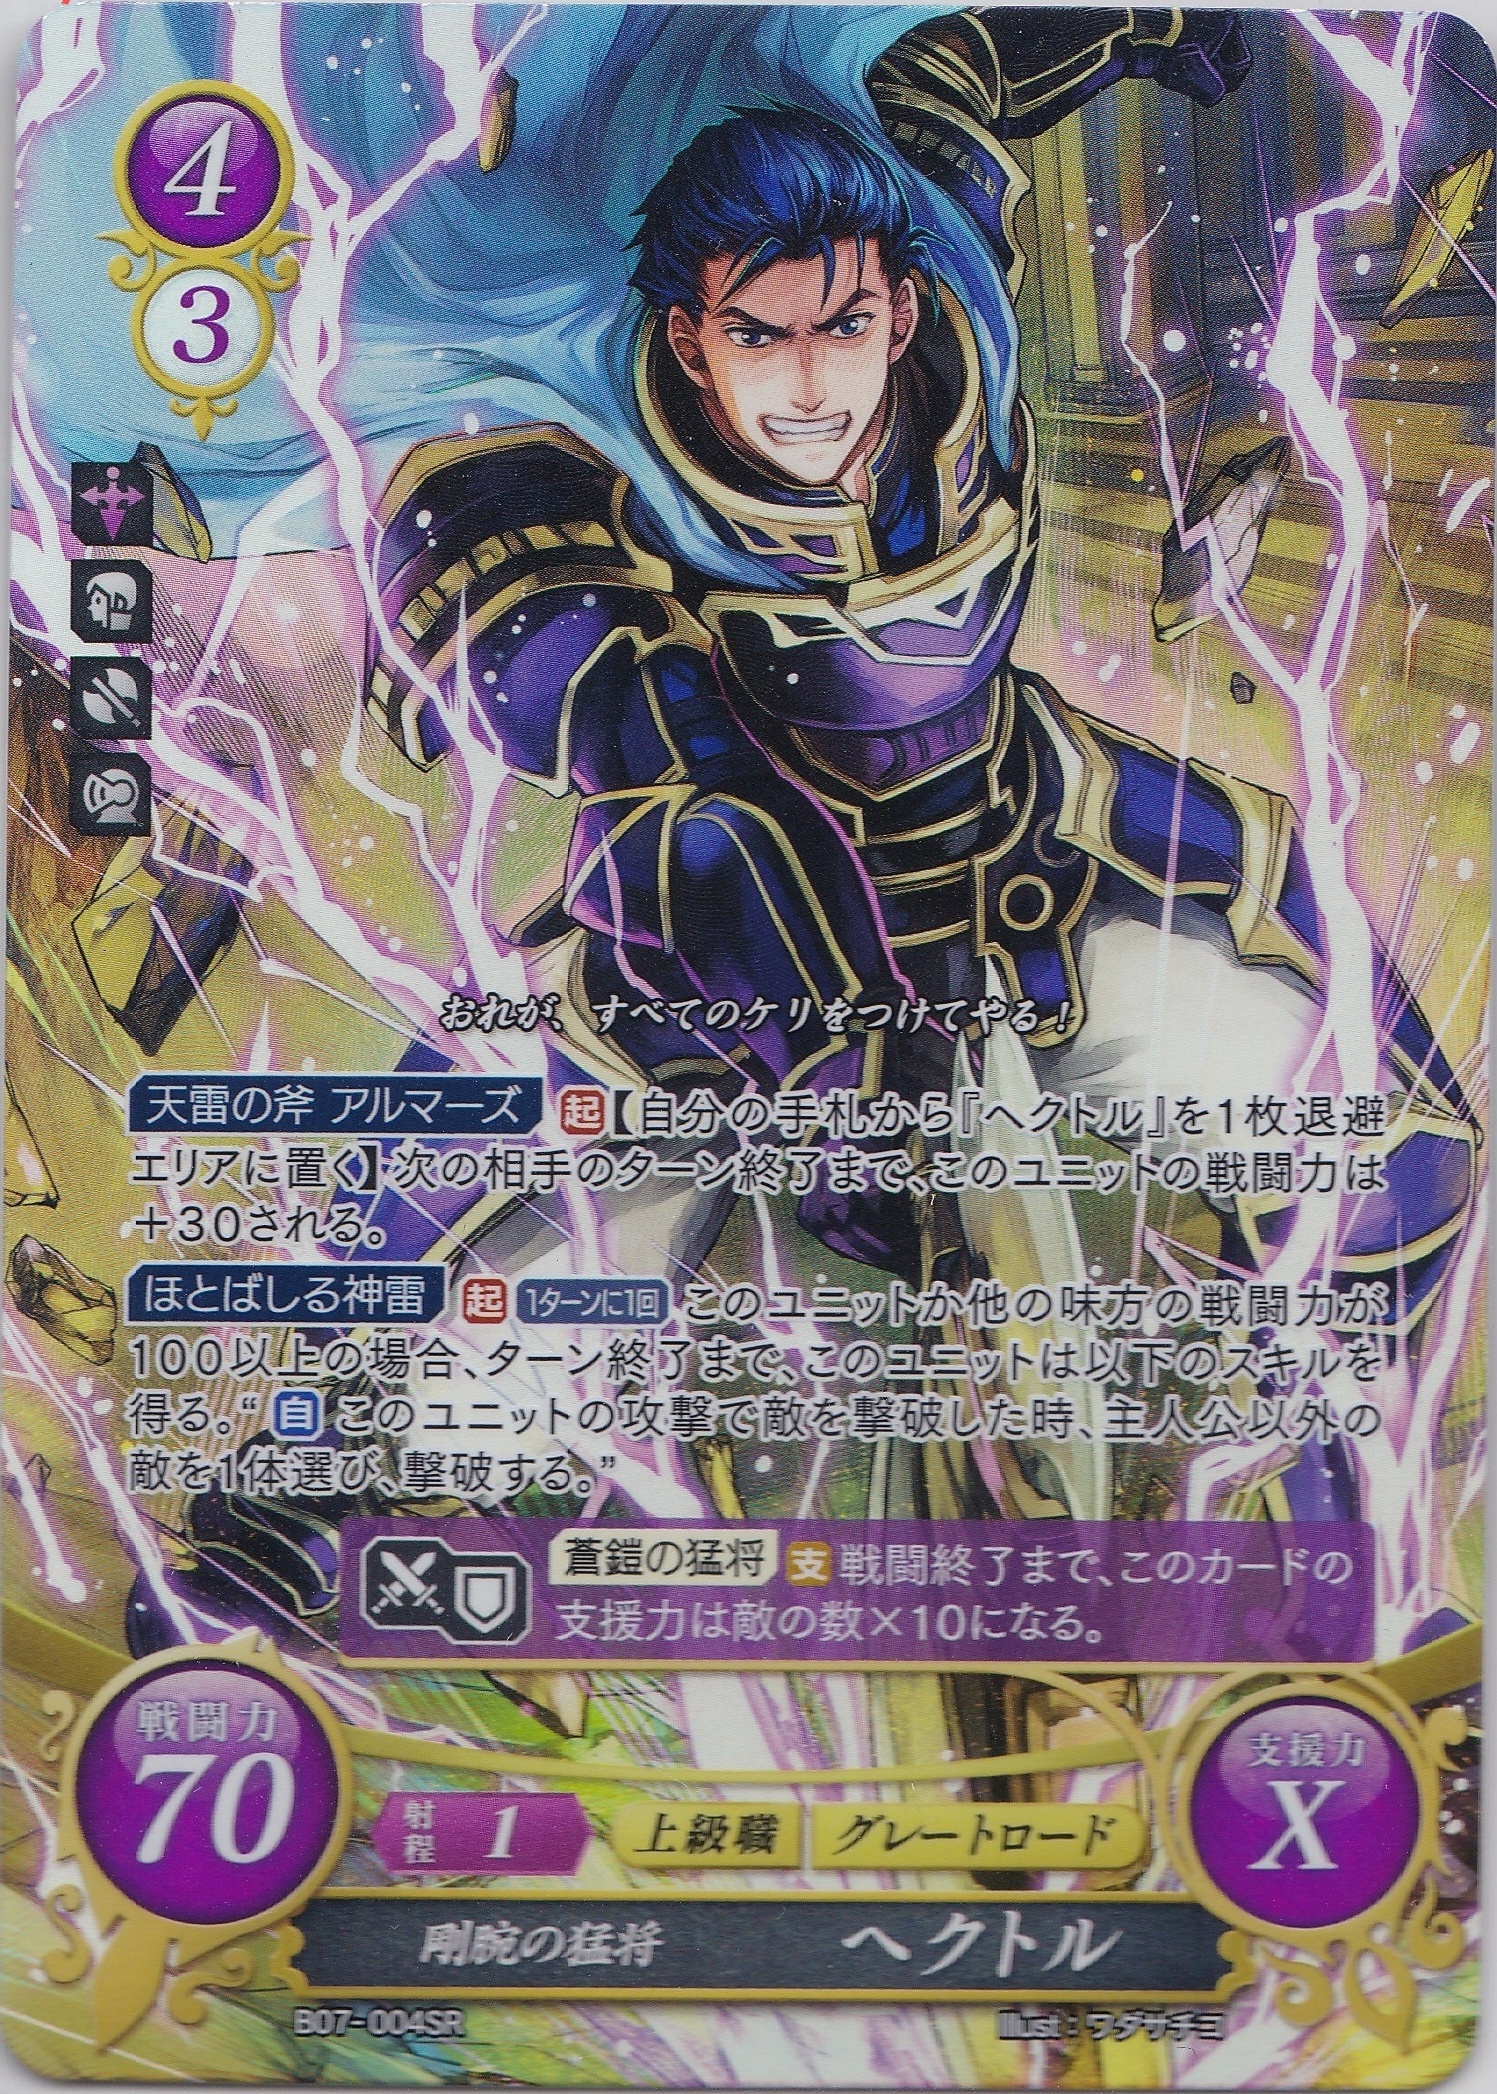 4
3
おれが、すべてのケリをつけてやる！
天雷の斧 アルマーズ 起【自分の手札から『ヘクトル』を1枚退避
エリアに置く】次の相手のターン終了まで、このユニットの戦闘力は
＋30される。
ほとばしる神雷 起 1ターンに1回 このユニットか他の味方の戦闘力が
100以上の場合、ターン終了まで、このユニットは以下のスキルを
得る。“ 自 このユニットの攻撃で敵を撃破した時、主人公以外の
敵を1体選び、撃破する。”
蒼鎧の猛将 支 戦闘終了まで、このカードの
支援力は敵の数×10になる。
戦闘力
70
射程 1
上級職
グレートロード
支援力
X
剛腕の猛将 ヘクトル
B07-004SR
Illust：ワダサチコ